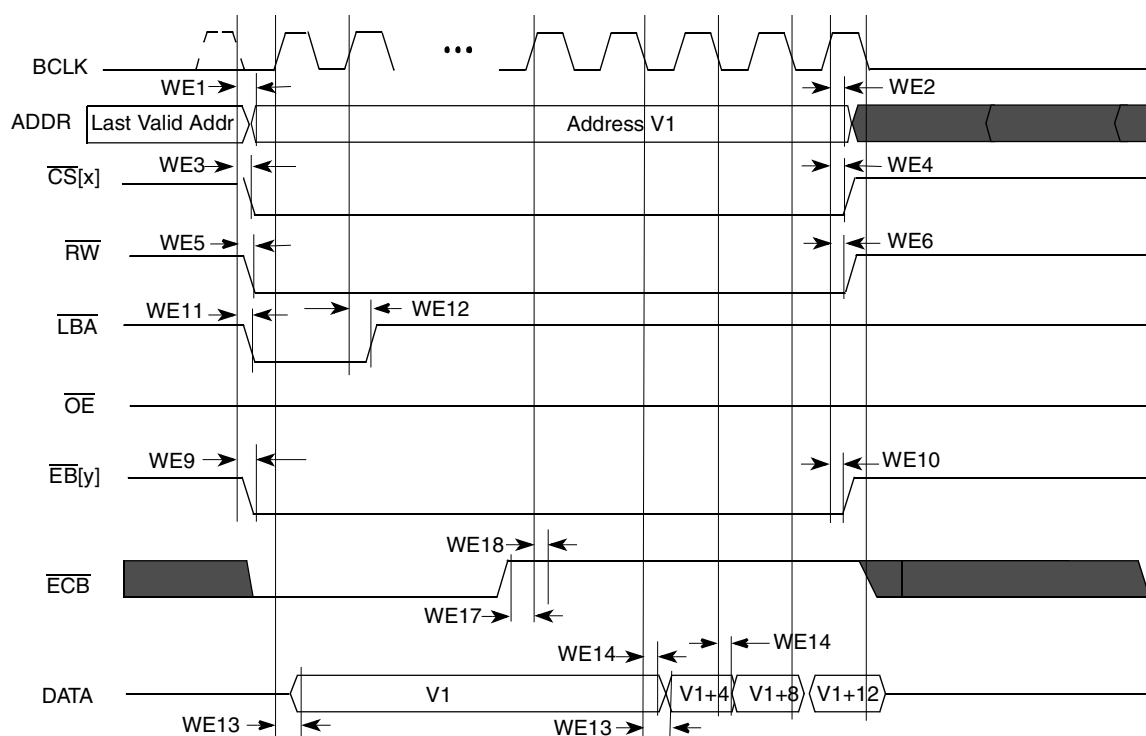 BCLK
...
WE1
WE2
ADDR
Last Valid Addr
Address V1
WE3
WE4
CS[x]
WE5
WE6
RW
WE11
WE12
LBA
OE
WE9
WE10
EB[y]
WE18
ECB
WE17
WE14
WE14
DATA
V1
V1+4
V1+8
V1+12
WE13
WE13